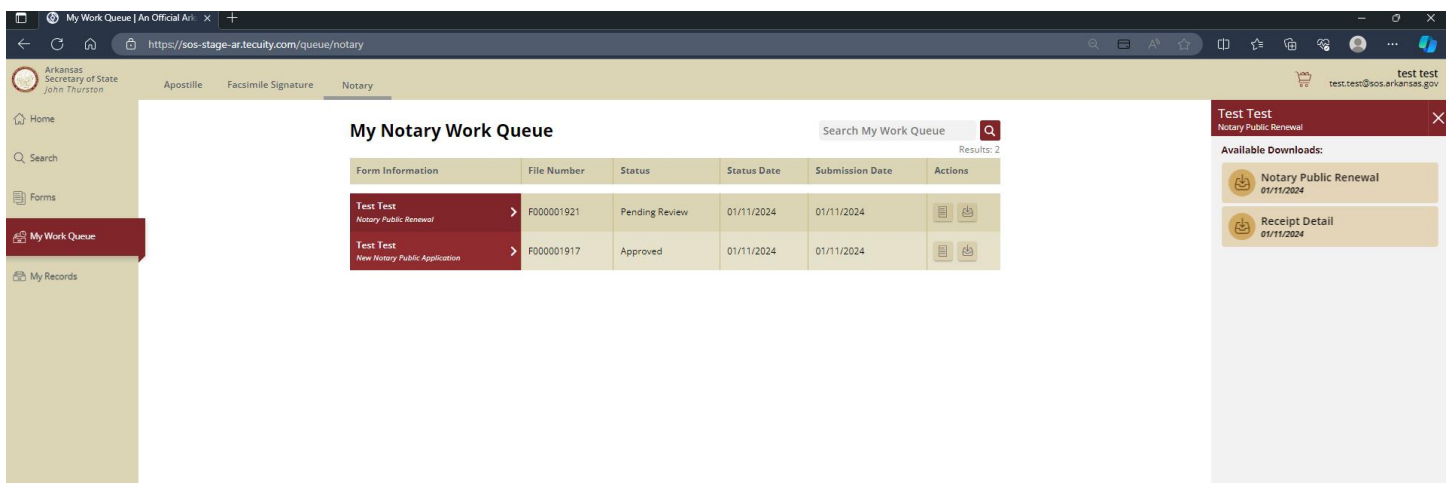 My Work Queue | An Official Ark
https://sos-stage-ar.tecuity.com/queue/notary
Arkansas
Secretary of State
John Thurston
Apostille Facsimile Signature Notary
test test
test.test@sos.arkansas.gov
Home
Search
Forms
My Work Queue
My Records
My Notary Work Queue
Search My Work Queue
Results: 2
Form Information File Number Status Status Date Submission Date Actions
Test Test
Notary Public Renewal
F000001921 Pending Review 01/11/2024 01/11/2024
Test Test
New Notary Public Application
F000001917 Approved 01/11/2024 01/11/2024
Test Test
Notary Public Renewal
Available Downloads:
Notary Public Renewal
01/11/2024
Receipt Detail
01/11/2024